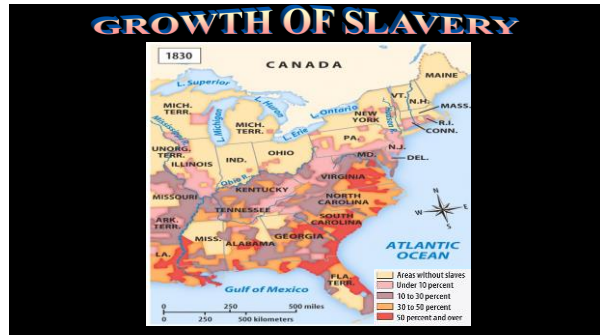 GROWTH OF SLAVERY
1830
CANADA
L. Superior
MAINE
VT.
N.H.
MASS.
MICH.
TERR.
L. Huron
L. Michigan
L. Ontario
NEW
YORK
Hudson R.
R.I.
CONN.
Mississippi R.
MICH.
TERR.
L. Erie
PA.
N.J.
UNORG.
TERR.
ILLINOIS
IND.
OHIO
MD.
DEL.
Ohio R.
VIRGINIA
MISSOURI
KENTUCKY
NORTH
CAROLINA
TENNESSEE
ARK.
TERR.
SOUTH
CAROLINA
MISS.
ALABAMA
GEORGIA
LA.
N
W
E
S
ATLANTIC
OCEAN
FLA.
TERR.
Gulf of Mexico
0 250 500 miles
0 250 500 kilometers
Areas without slaves
Under 10 percent
10 to 30 percent
30 to 50 percent
50 percent and over